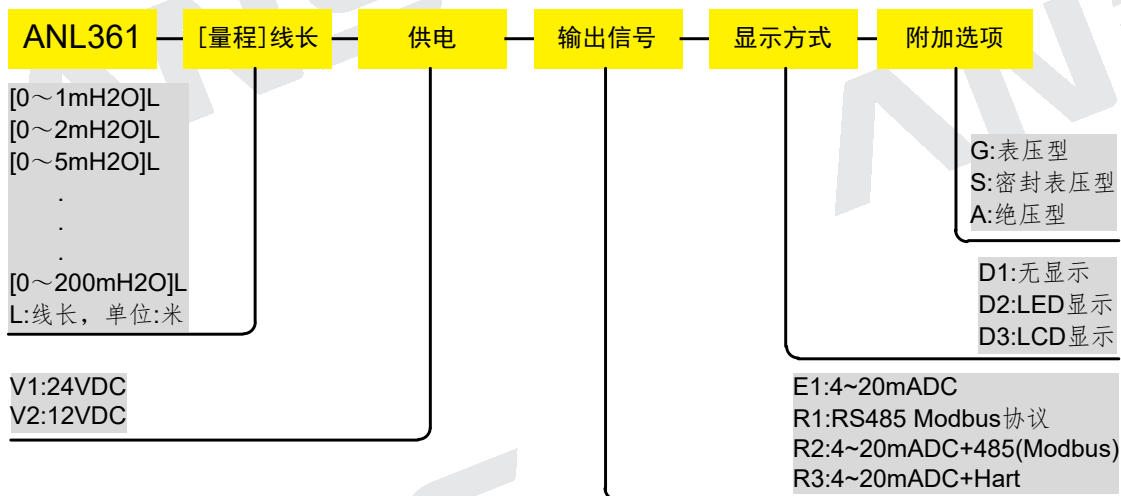 ANL361 [量程]线长 供电 输出信号 显示方式 附加选项
[0～1mH2O]L
[0～2mH2O]L
[0～5mH2O]L
.
.
.
[0～200mH2O]L
L:线长，单位:米
G:表压型
S:密封表压型
A:绝压型
D1:无显示
D2:LED显示
D3:LCD显示
V1:24VDC
V2:12VDC
E1:4~20mADC
R1:RS485 Modbus协议
R2:4~20mADC+485(Modbus)
R3:4~20mADC+Hart